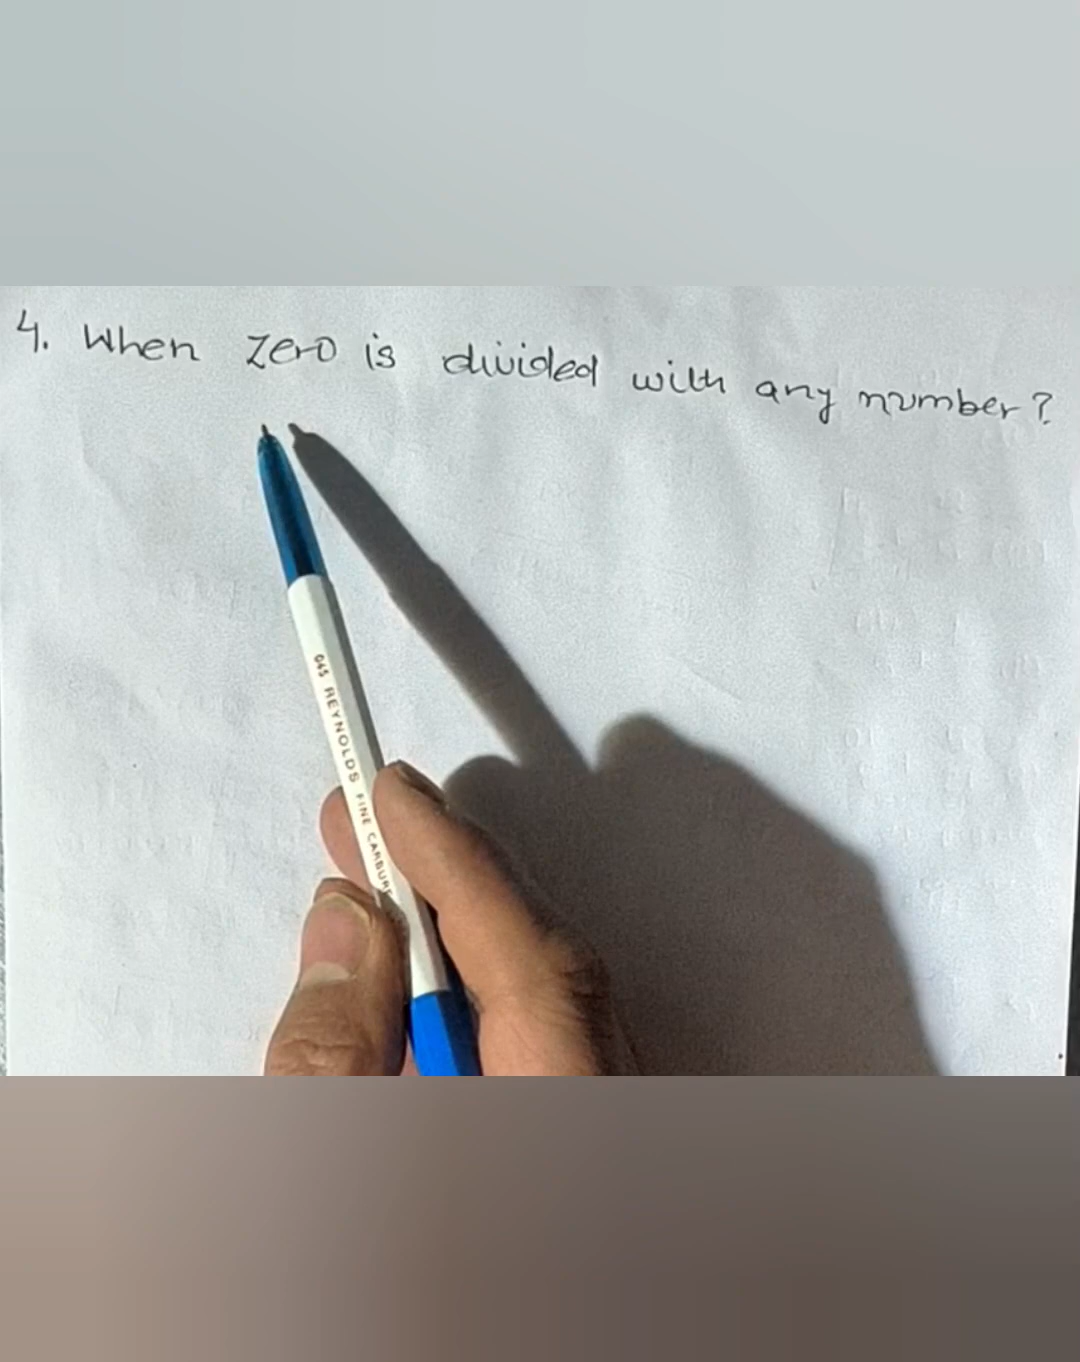 4. When zero is divided with any number?
045 REYNOLDS FINE CARBURE